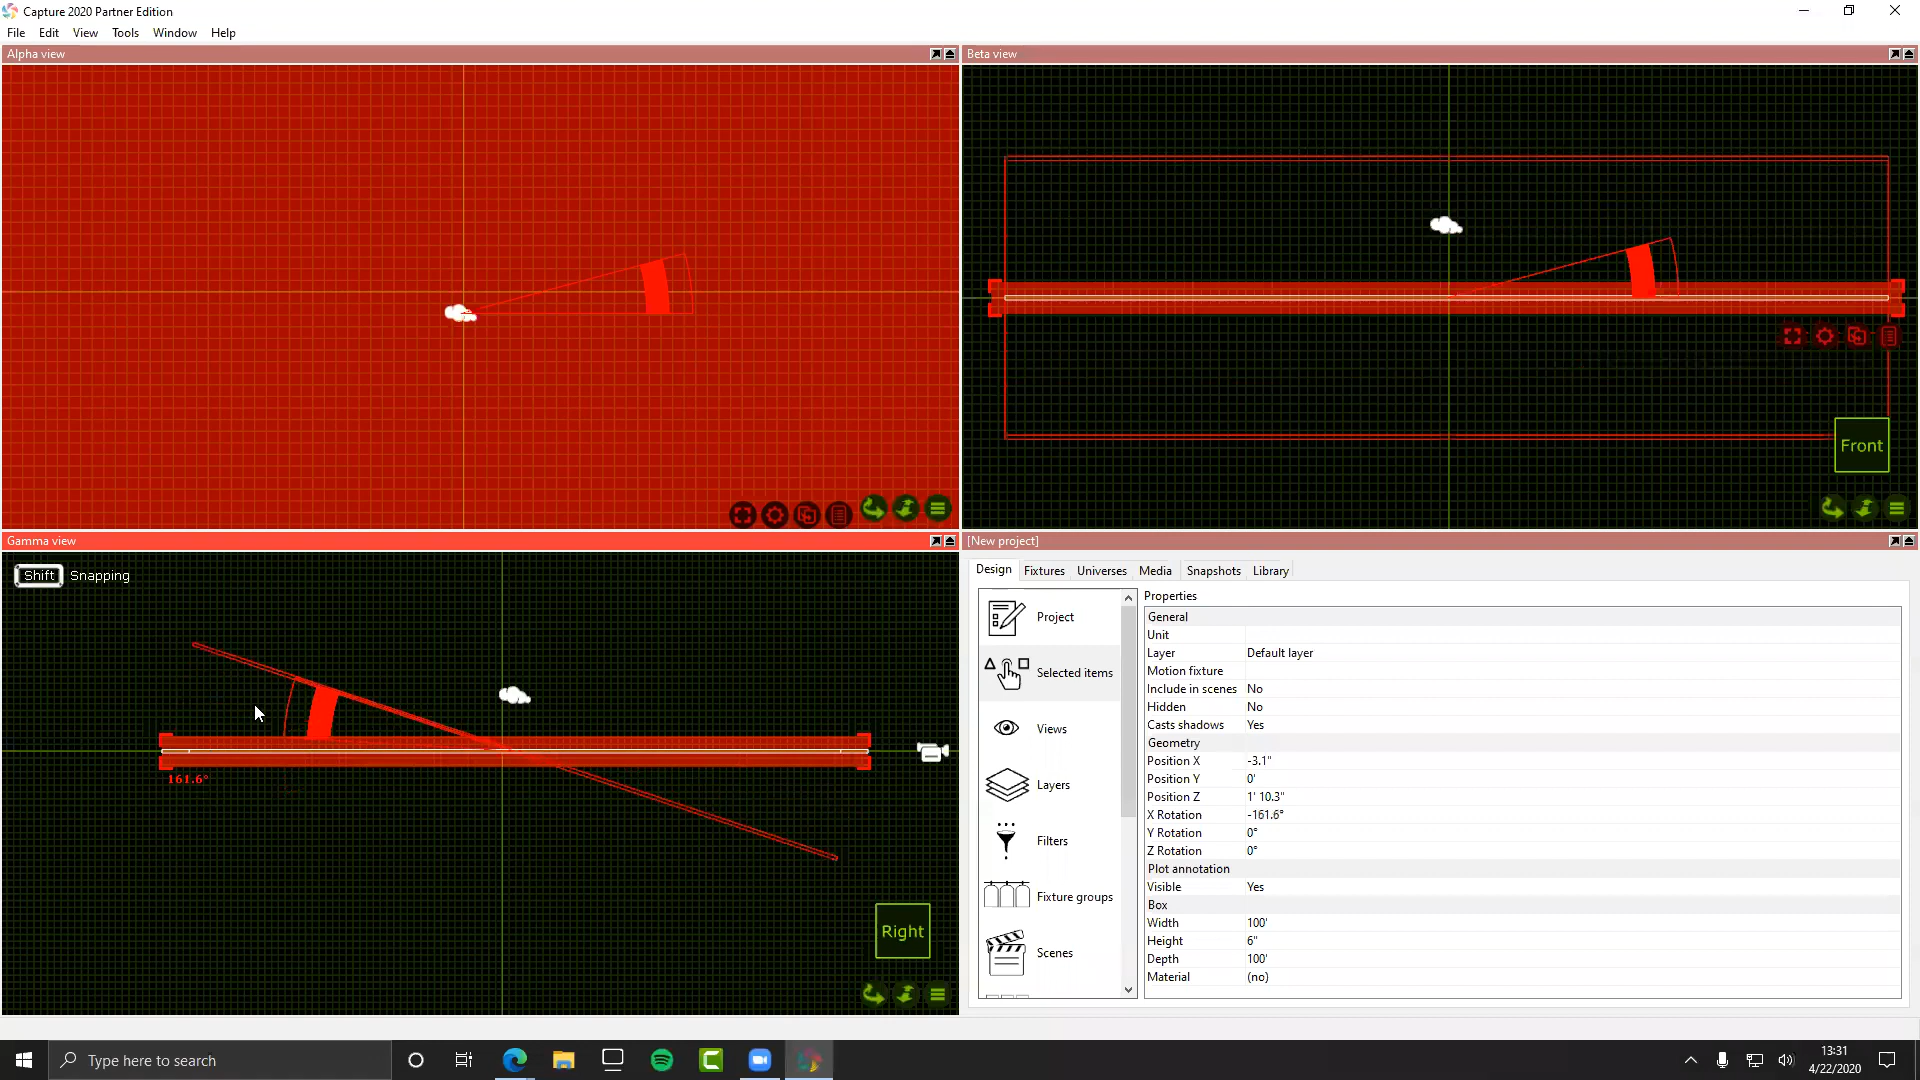 Capture 2020 Partner Edition
File Edit View Tools Window Help
Alpha view
Beta view
Front
Gamma view
Shift Snapping
161.6°
Right
[New project]
Design Fixtures Universes Media Snapshots Library
Project
Selected items
Views
Layers
Filters
Fixture groups
Scenes
Properties
General
Unit
Layer Default layer
Motion fixture
Include in scenes No
Hidden No
Casts shadows Yes
Geometry
Position X -3.1"
Position Y 0'
Position Z 1' 10.3"
X Rotation -161.6°
Y Rotation 0°
Z Rotation 0°
Plot annotation
Visible Yes
Box
Width 100'
Height 6"
Depth 100'
Material (no)
Type here to search
13:31
4/22/2020